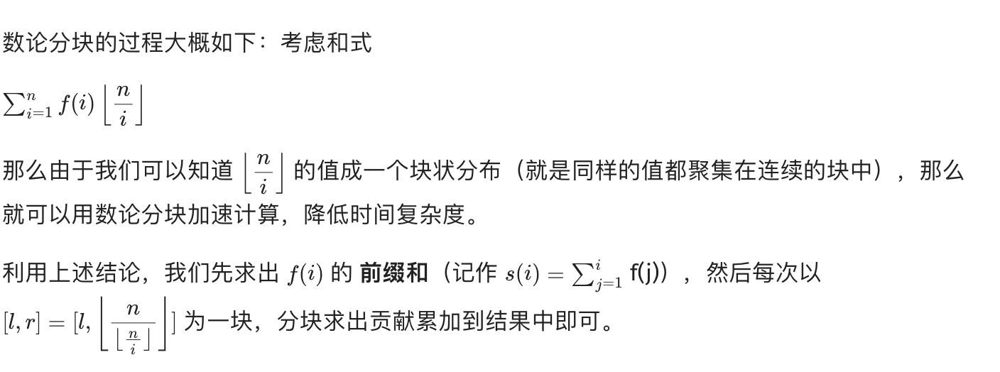 数论分块的过程大概如下：考虑和式
$\sum_{i=1}^{n} f(i) \left\lfloor \dfrac{n}{i} \right\rfloor$
那么由于我们可以知道 $\left\lfloor \dfrac{n}{i} \right\rfloor$ 的值成一个块状分布（就是同样的值都聚集在连续的块中），那么
就可以用数论分块加速计算，降低时间复杂度。
利用上述结论，我们先求出 $f(i)$ 的 前缀和（记作 $s(i) = \sum_{j=1}^{i}$ f(j)），然后每次以
$[l, r] = [l, \left\lfloor \dfrac{n}{\left\lfloor \frac{n}{i} \right\rfloor} \right\rfloor]$ 为一块，分块求出贡献累加到结果中即可。